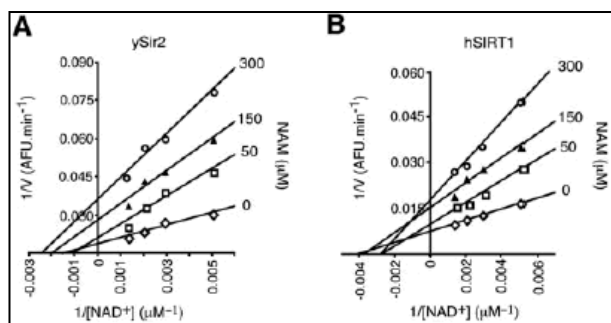 A
ySir2
0.090
0.075
0.060
0.045
0.030
1/V (AFU.min⁻¹)
300
150
50
0
NAM (μM)
-0.003
-0.001
0
0.001
0.003
0.005
1/[NAD⁺] (μM⁻¹)
B
hSIRT1
0.060
0.045
0.030
0.015
1/V (AFU.min⁻¹)
300
150
50
0
NAM (μM)
-0.004
-0.002
0
0.002
0.004
0.006
1/[NAD⁺] (μM⁻¹)